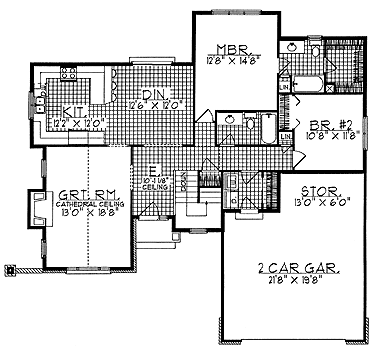 MBR.
12'8" x 14'8"
DIN.
12'6" x 12'0"
KIT.
12'2" x 12'0"
LIN.
BR. #2
10'8" x 11'8"
LIN
E.
10'-1 1/8"
CEILING
DOWN
GRT. RM.
CATHEDRAL CEILING
13'0" x 18'8"
STOR.
13'0" x 6'0"
2 CAR GAR.
21'8" x 19'8"